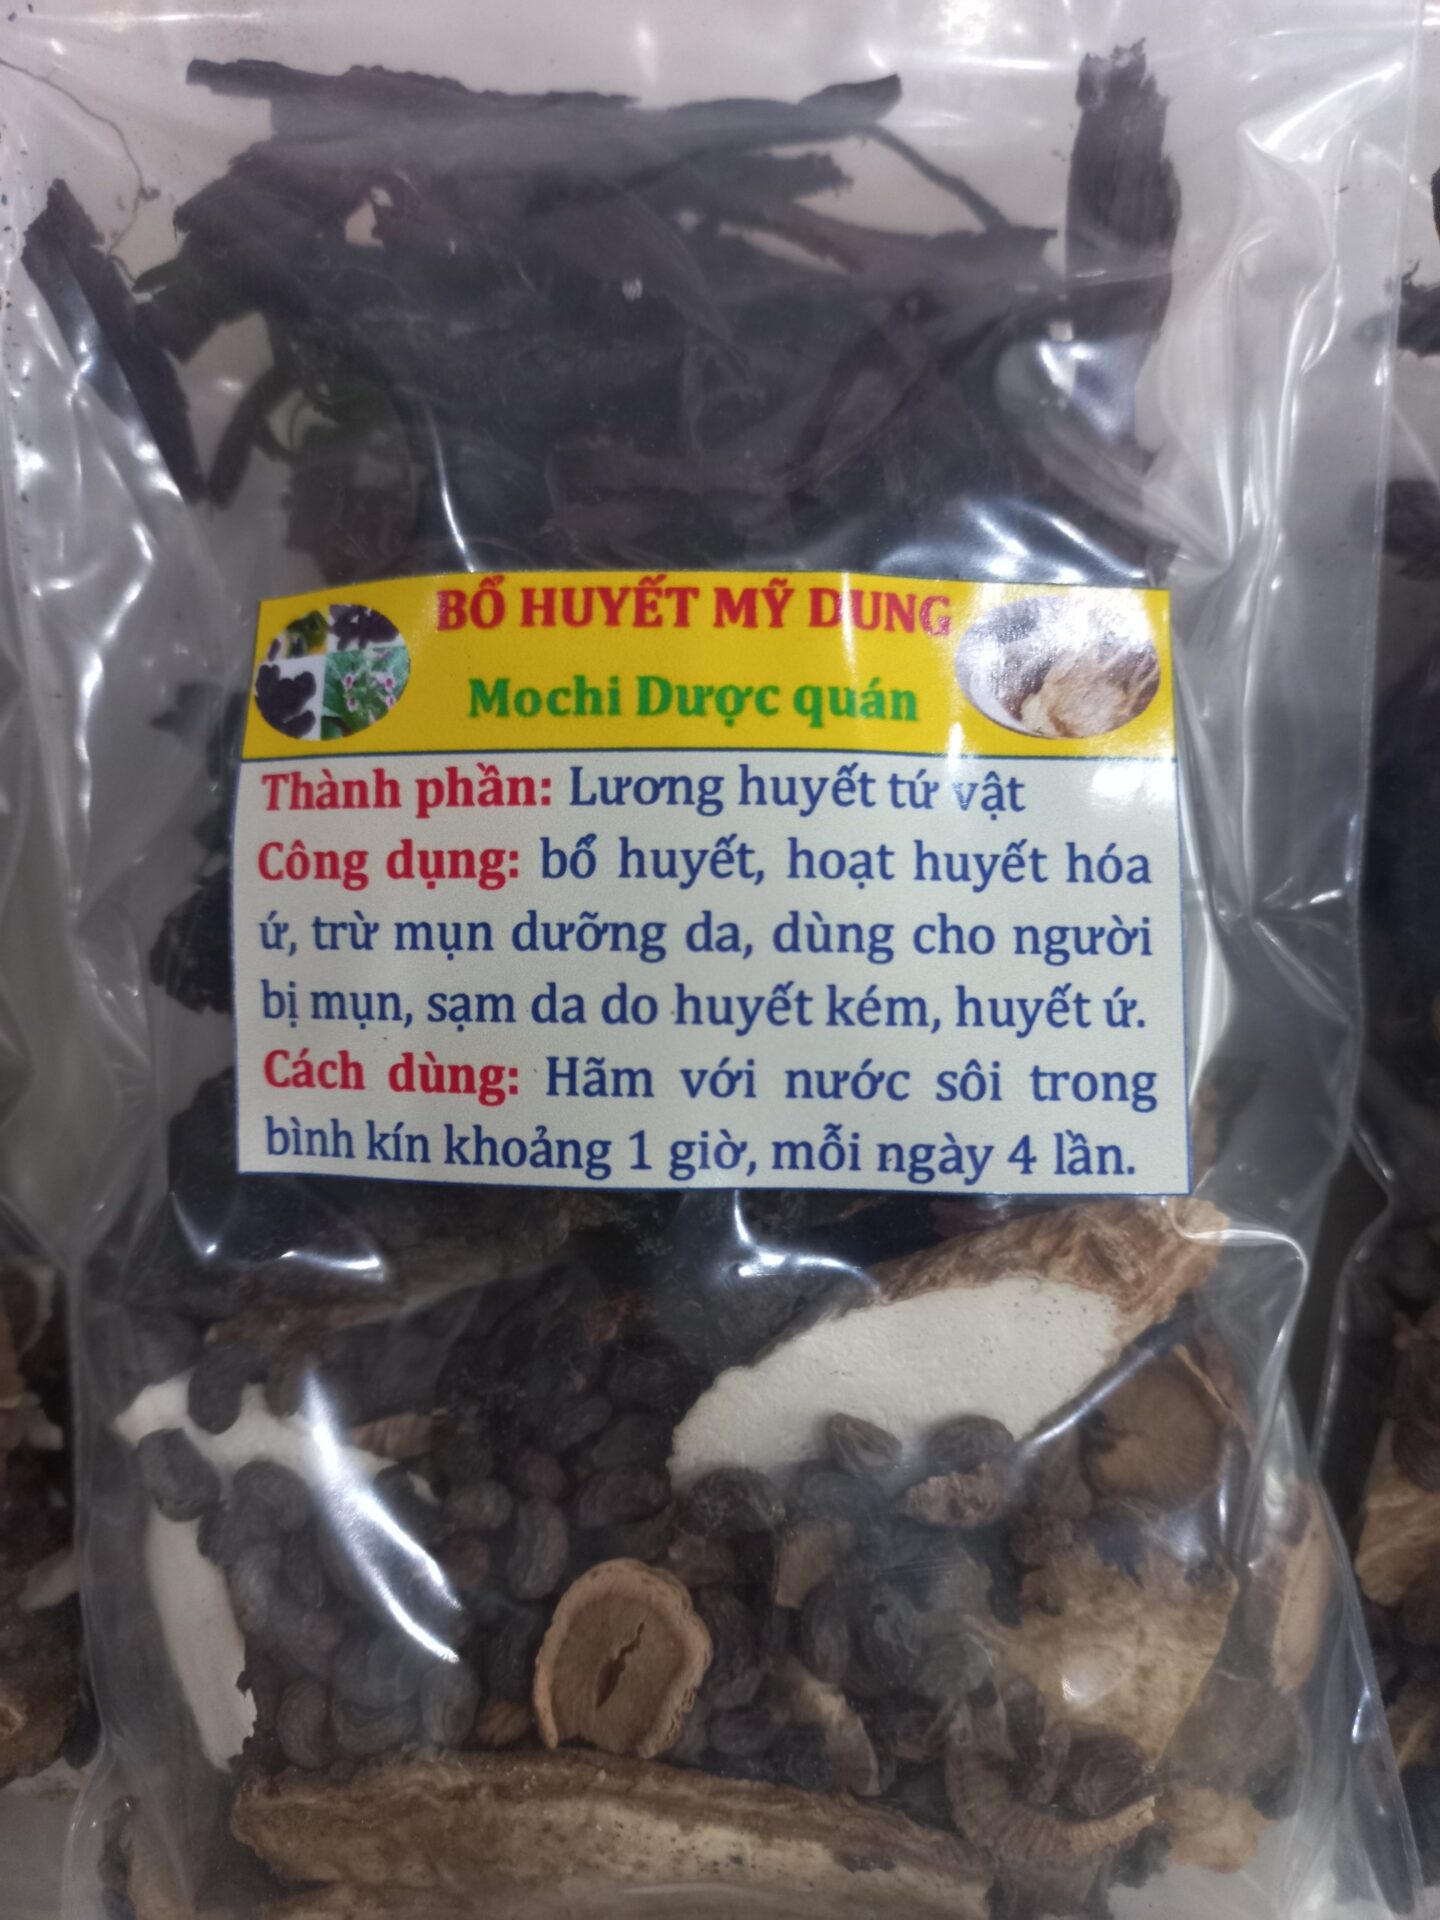 BỔ HUYẾT MỸ DUNG
Mochi Dược quán
Thành phần: Lương huyết tứ vật
Công dụng: bổ huyết, hoạt huyết hóa
ứ, trừ mụn dưỡng da, dùng cho người
bị mụn, sạm da do huyết kém, huyết ứ.
Cách dùng: Hãm với nước sôi trong
bình kín khoảng 1 giờ, mỗi ngày 4 lần.